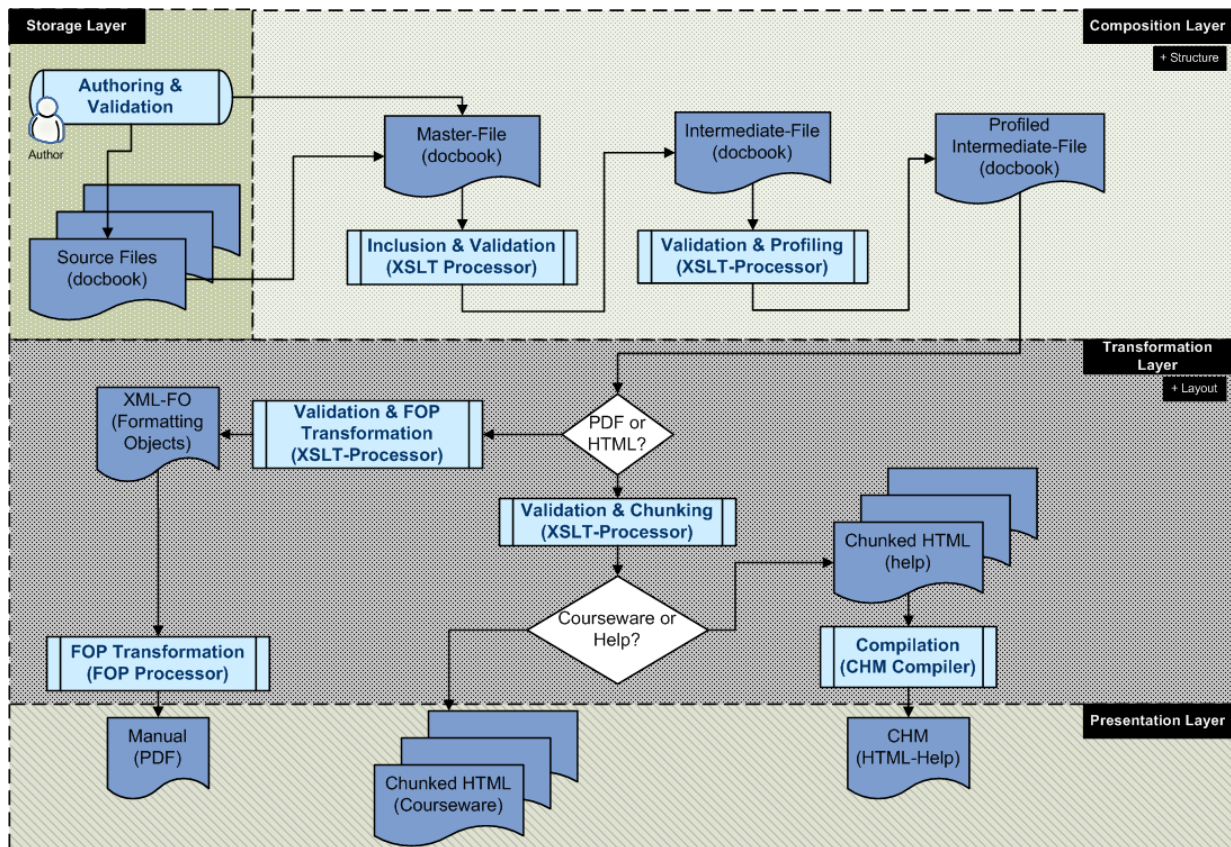 Storage Layer
Composition Layer
+ Structure
Authoring &
Validation
Author
Source Files
(docbook)
Master-File
(docbook)
Intermediate-File
(docbook)
Profiled
Intermediate-File
(docbook)
Inclusion & Validation
(XSLT Processor)
Validation & Profiling
(XSLT-Processor)
Transformation
Layer
+ Layout
XML-FO
(Formatting
Objects)
Validation & FOP
Transformation
(XSLT-Processor)
PDF or
HTML?
Validation & Chunking
(XSLT-Processor)
Chunked HTML
(help)
Courseware or
Help?
FOP Transformation
(FOP Processor)
Compilation
(CHM Compiler)
Presentation Layer
Manual
(PDF)
Chunked HTML
(Courseware)
CHM
(HTML-Help)